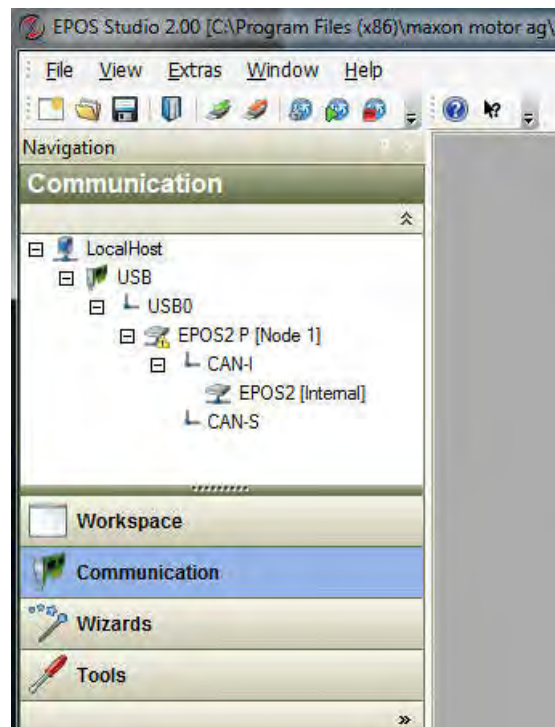 EPOS Studio 2.00 [C:\Program Files (x86)\maxon motor ag\
File View Extras Window Help
Navigation
Communication
LocalHost
USB
USB0
EPOS2 P [Node 1]
CAN-I
EPOS2 [Internal]
CAN-S
Workspace
Communication
Wizards
Tools